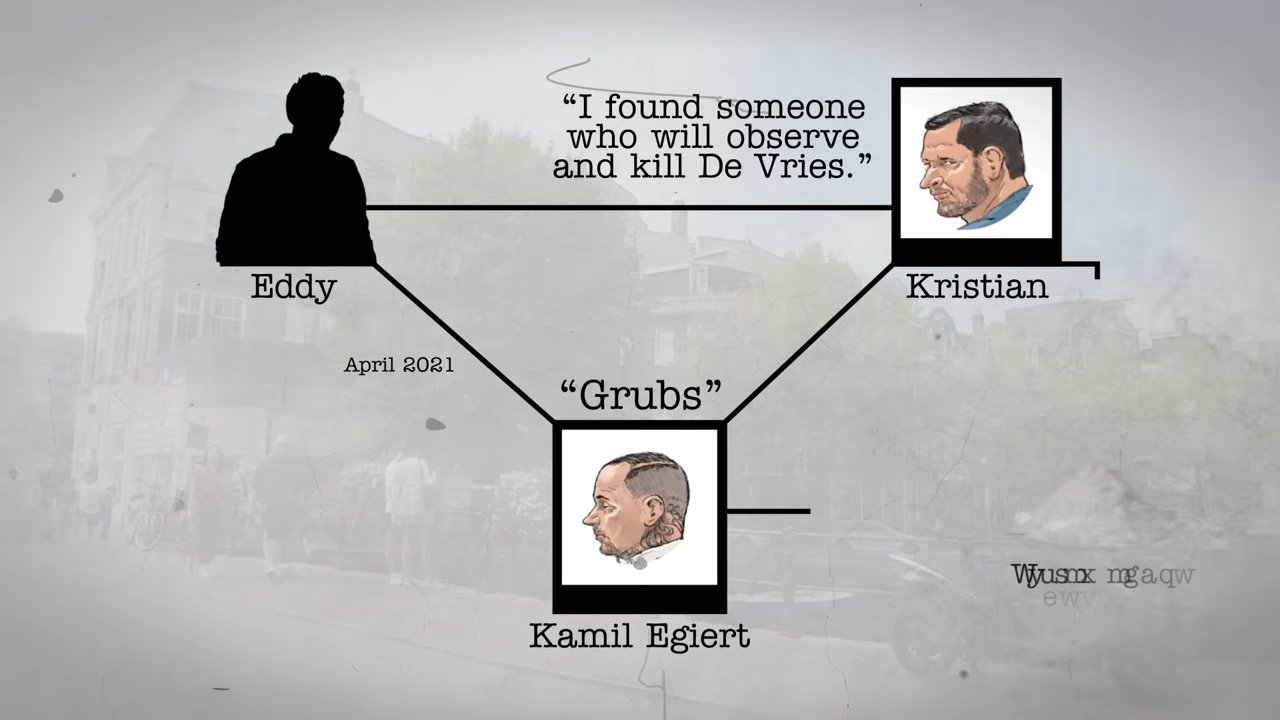 “I found someone
who will observe
and kill De Vries.”
Eddy
Kristian
April 2021
“Grubs”
Kamil Egiert